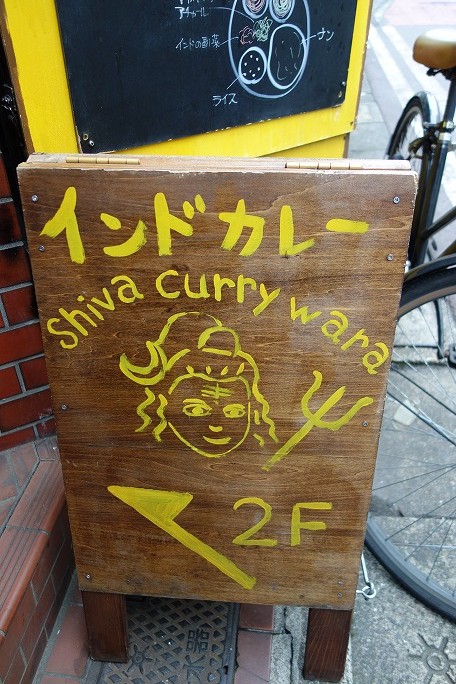 インドの副菜
ナン
ライス
インドカレー
Shiva curry wara
2F